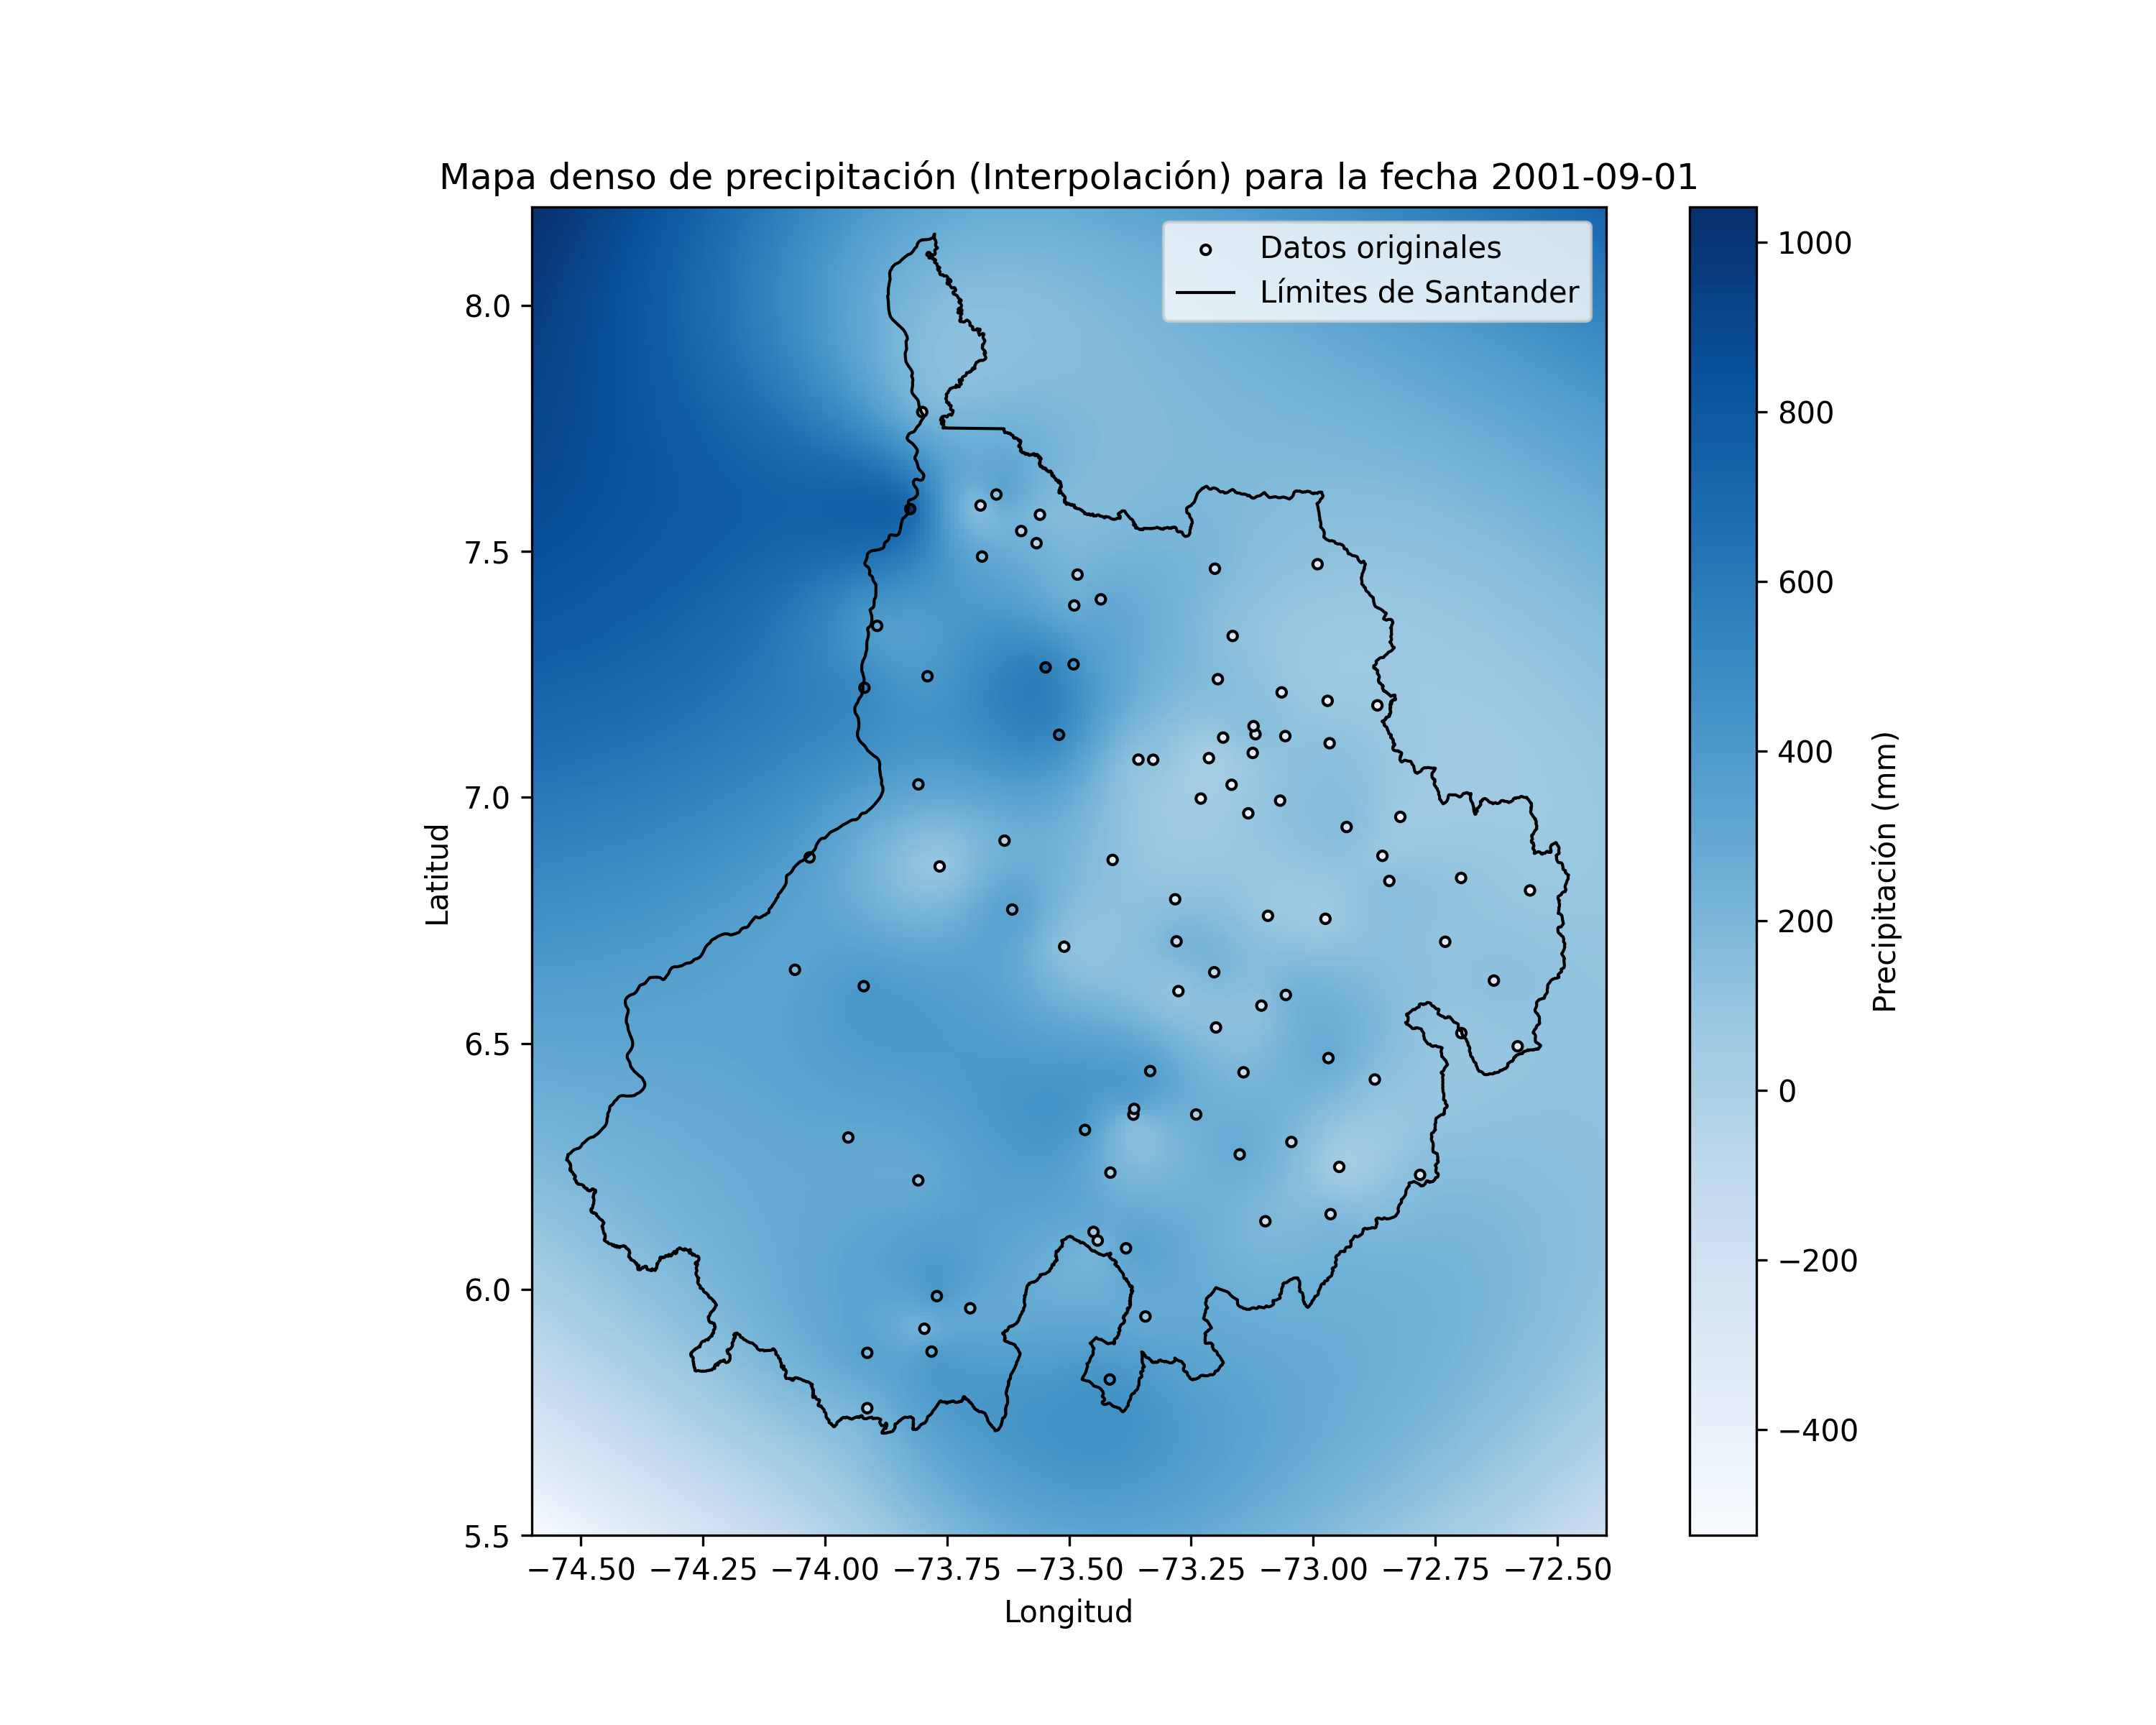 Mapa denso de precipitación (Interpolación) para la fecha 2001-09-01
Datos originales
Límites de Santander
8.0
7.5
7.0
6.5
6.0
5.5
Latitud
−74.50 −74.25 −74.00 −73.75 −73.50 −73.25 −73.00 −72.75 −72.50
Longitud
1000
800
600
400
200
0
−200
−400
Precipitación (mm)